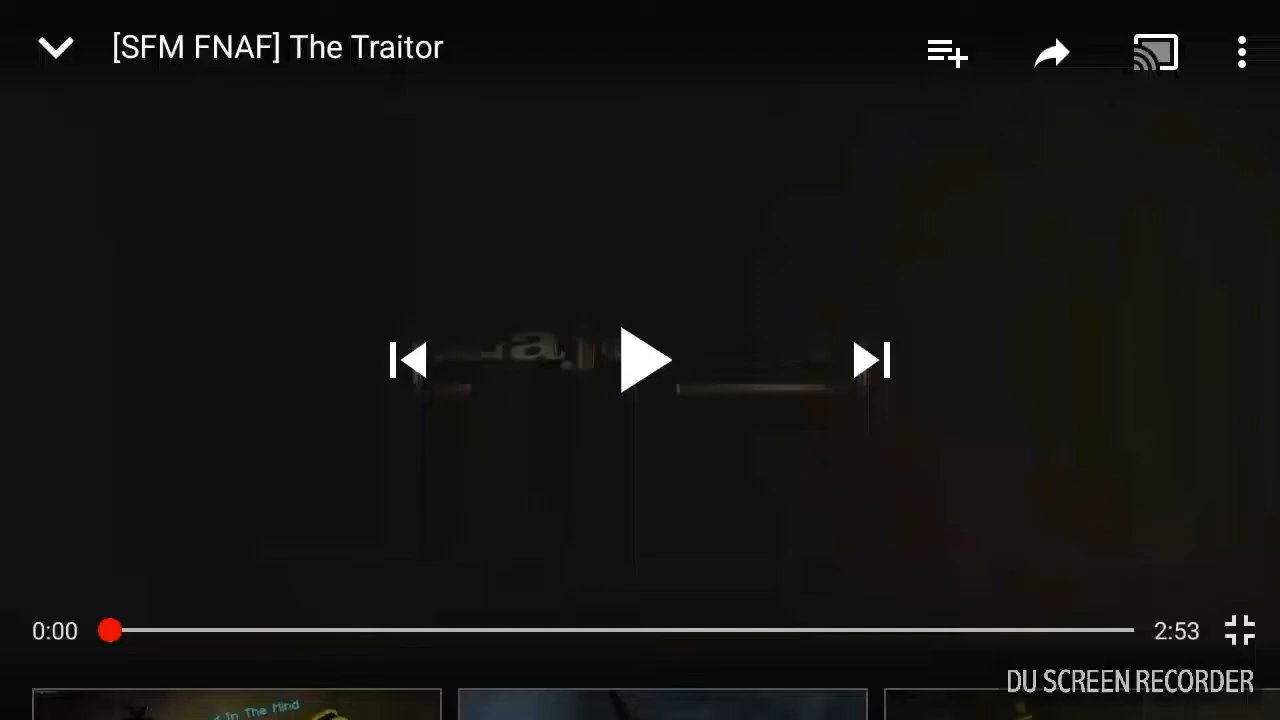 [SFM FNAF] The Traitor
0:00
2:53
DU SCREEN RECORDER
In The Mind